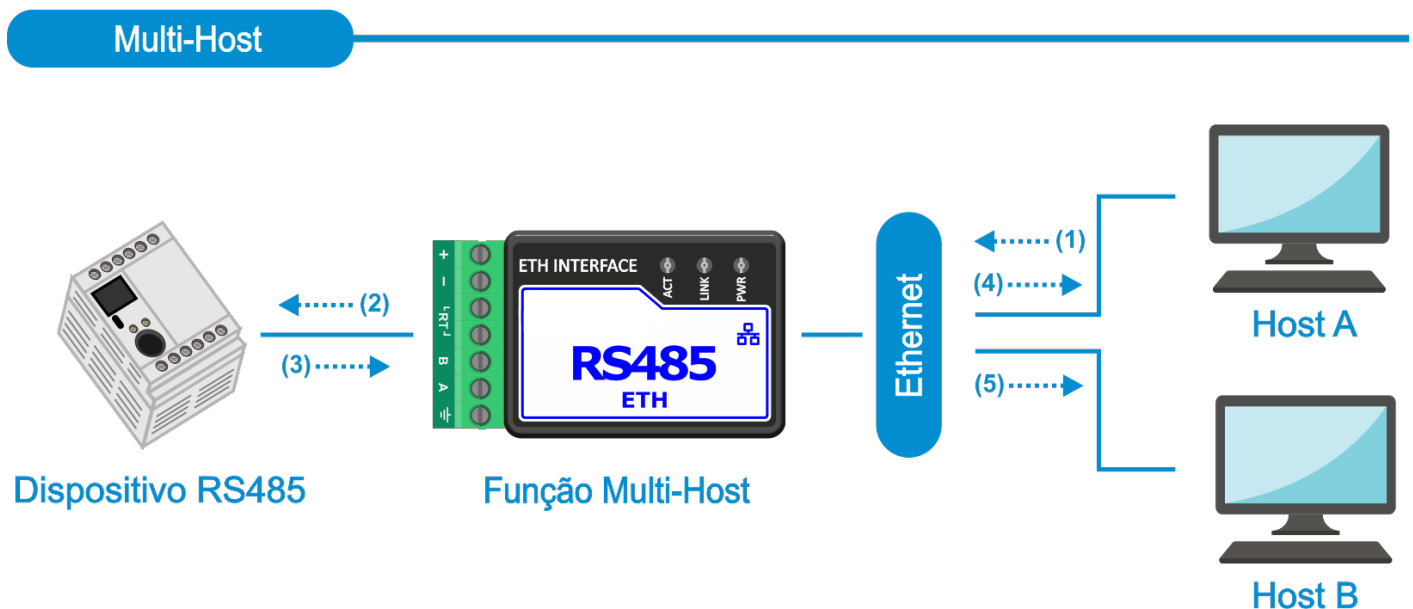 Multi-Host
(1)
(4)
Host A
(2)
(3)
+
−
└RT┘
B
A
ETH INTERFACE
ACT
LINK
PWR
RS485
ETH
Ethernet
(5)
Dispositivo RS485
Função Multi-Host
Host B